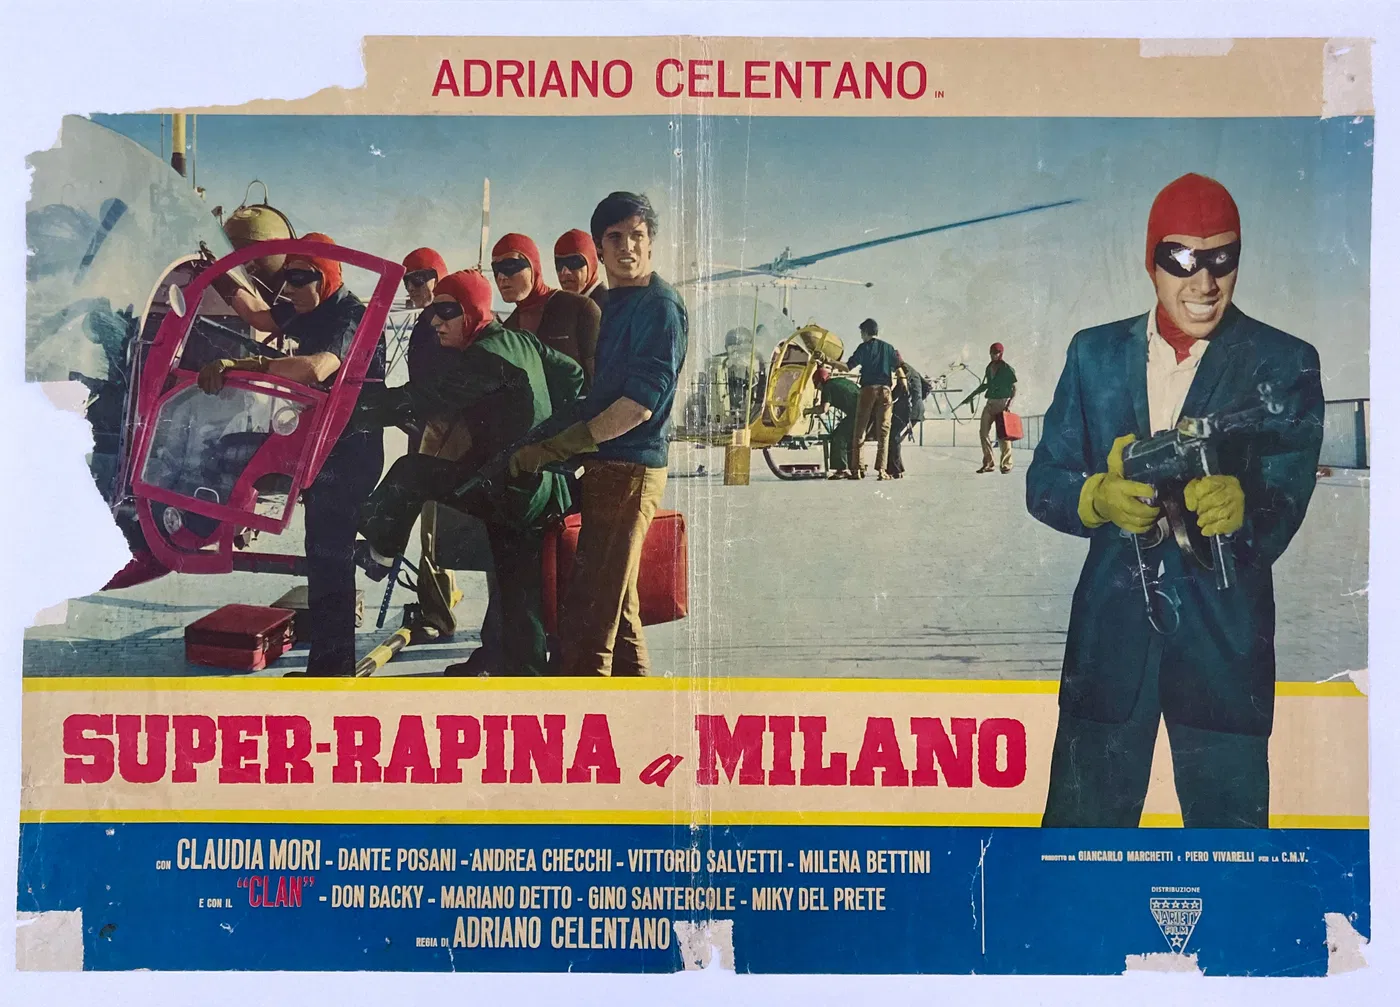 ADRIANO CELENTANO IN
SUPER-RAPINA a MILANO
CON CLAUDIA MORI - DANTE POSANI - ANDREA CHECCHI - VITTORIO SALVETTI - MILENA BETTINI
E CON IL "CLAN" - DON BACKY - MARIANO DETTO - GINO SANTERCOLE - MIKY DEL PRETE
REGIA DI ADRIANO CELENTANO
PRODOTTO DA GIANCARLO MARCHETTI E PIERO VIVARELLI PER LA C.M.V.
DISTRIBUZIONE
VARIETY
FILM